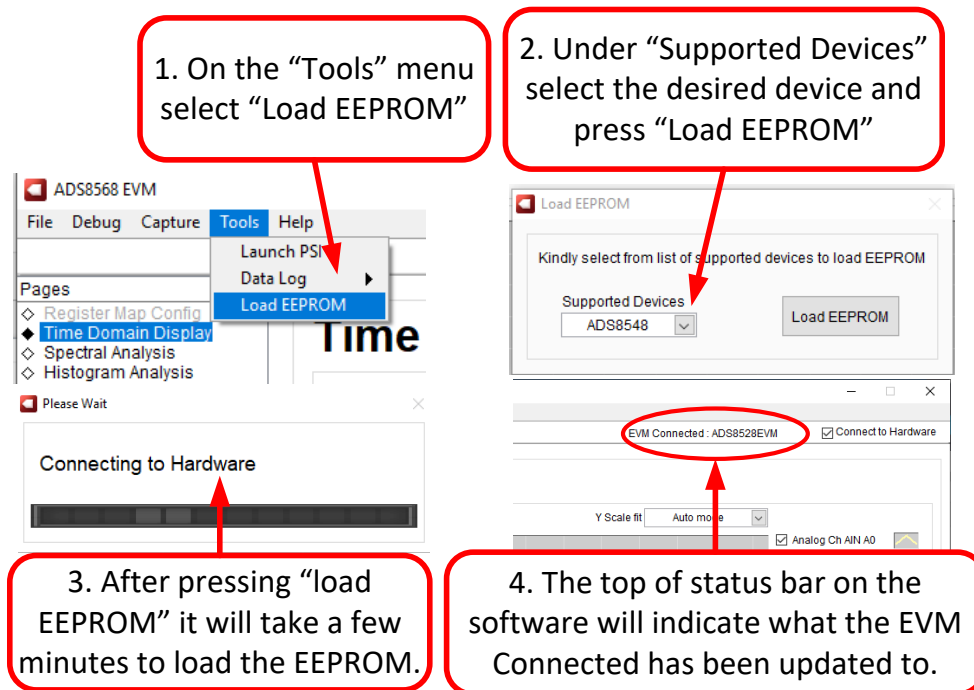 1. On the “Tools” menu
select “Load EEPROM”
2. Under “Supported Devices”
select the desired device and
press “Load EEPROM”
ADS8568 EVM
File Debug Capture Tools Help
Launch PSI
Data Log
Load EEPROM
Pages
Register Map Config
Time Domain Display
Spectral Analysis
Histogram Analysis
Time
Load EEPROM
Kindly select from list of supported devices to load EEPROM
Supported Devices
ADS8548
Load EEPROM
Please Wait
Connecting to Hardware
EVM Connected : ADS8528EVM
Connect to Hardware
Y Scale fit
Auto mode
Analog Ch AIN A0
3. After pressing “load
EEPROM” it will take a few
minutes to load the EEPROM.
4. The top of status bar on the
software will indicate what the EVM
Connected has been updated to.